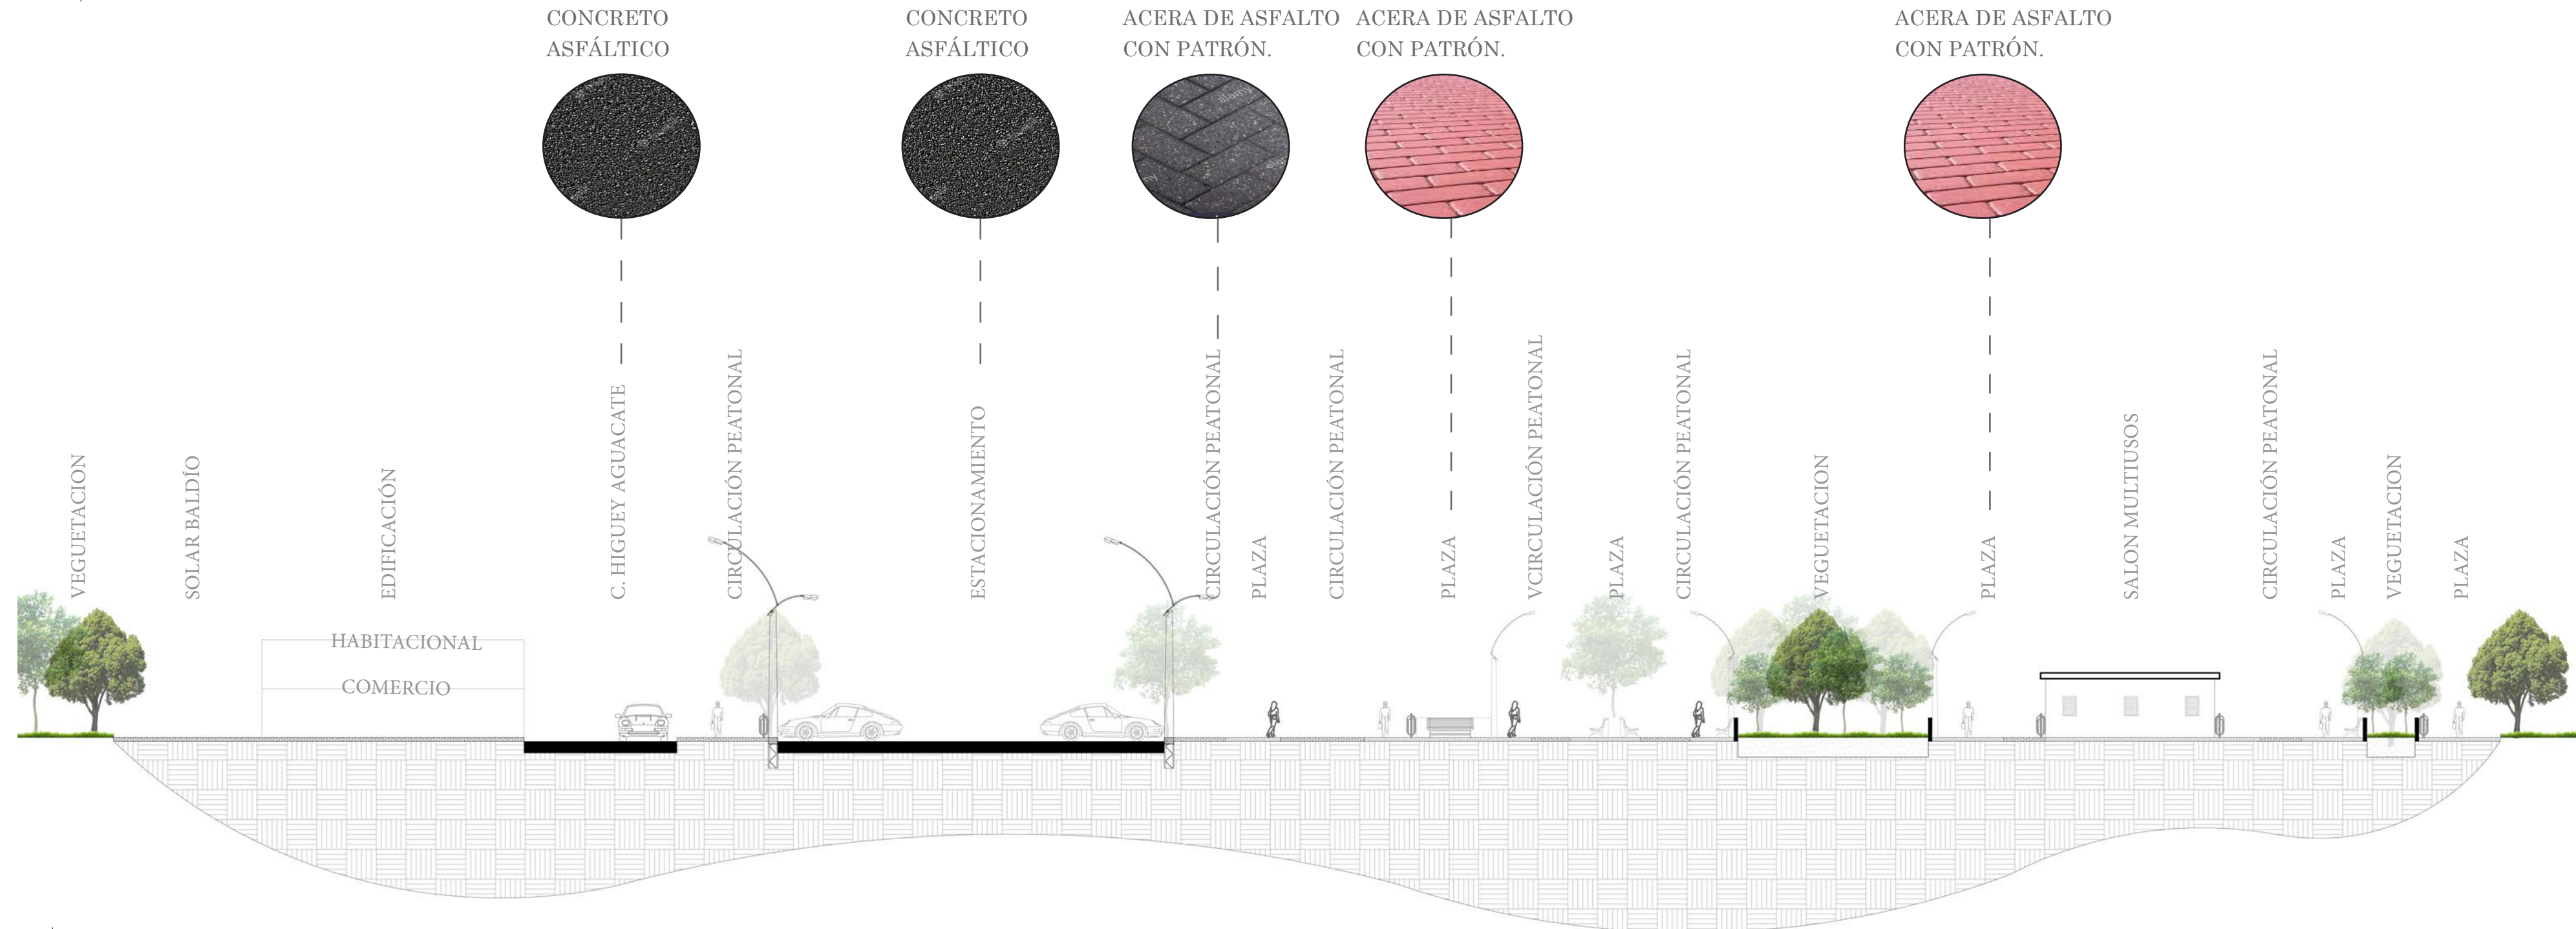 CONCRETO
ASFÁLTICO
CONCRETO
ASFÁLTICO
ACERA DE ASFALTO
CON PATRÓN.
ACERA DE ASFALTO
CON PATRÓN.
ACERA DE ASFALTO
CON PATRÓN.
VEGUETACION
SOLAR BALDÍO
EDIFICACIÓN
C. HIGUEY AGUACATE
CIRCULACIÓN PEATONAL
ESTACIONAMIENTO
CIRCULACIÓN PEATONAL
PLAZA
CIRCULACIÓN PEATONAL
PLAZA
VCIRCULACIÓN PEATONAL
PLAZA
CIRCULACIÓN PEATONAL
VEGUETACION
PLAZA
SALON MULTIUSOS
CIRCULACIÓN PEATONAL
PLAZA
VEGUETACION
PLAZA
HABITACIONAL
COMERCIO